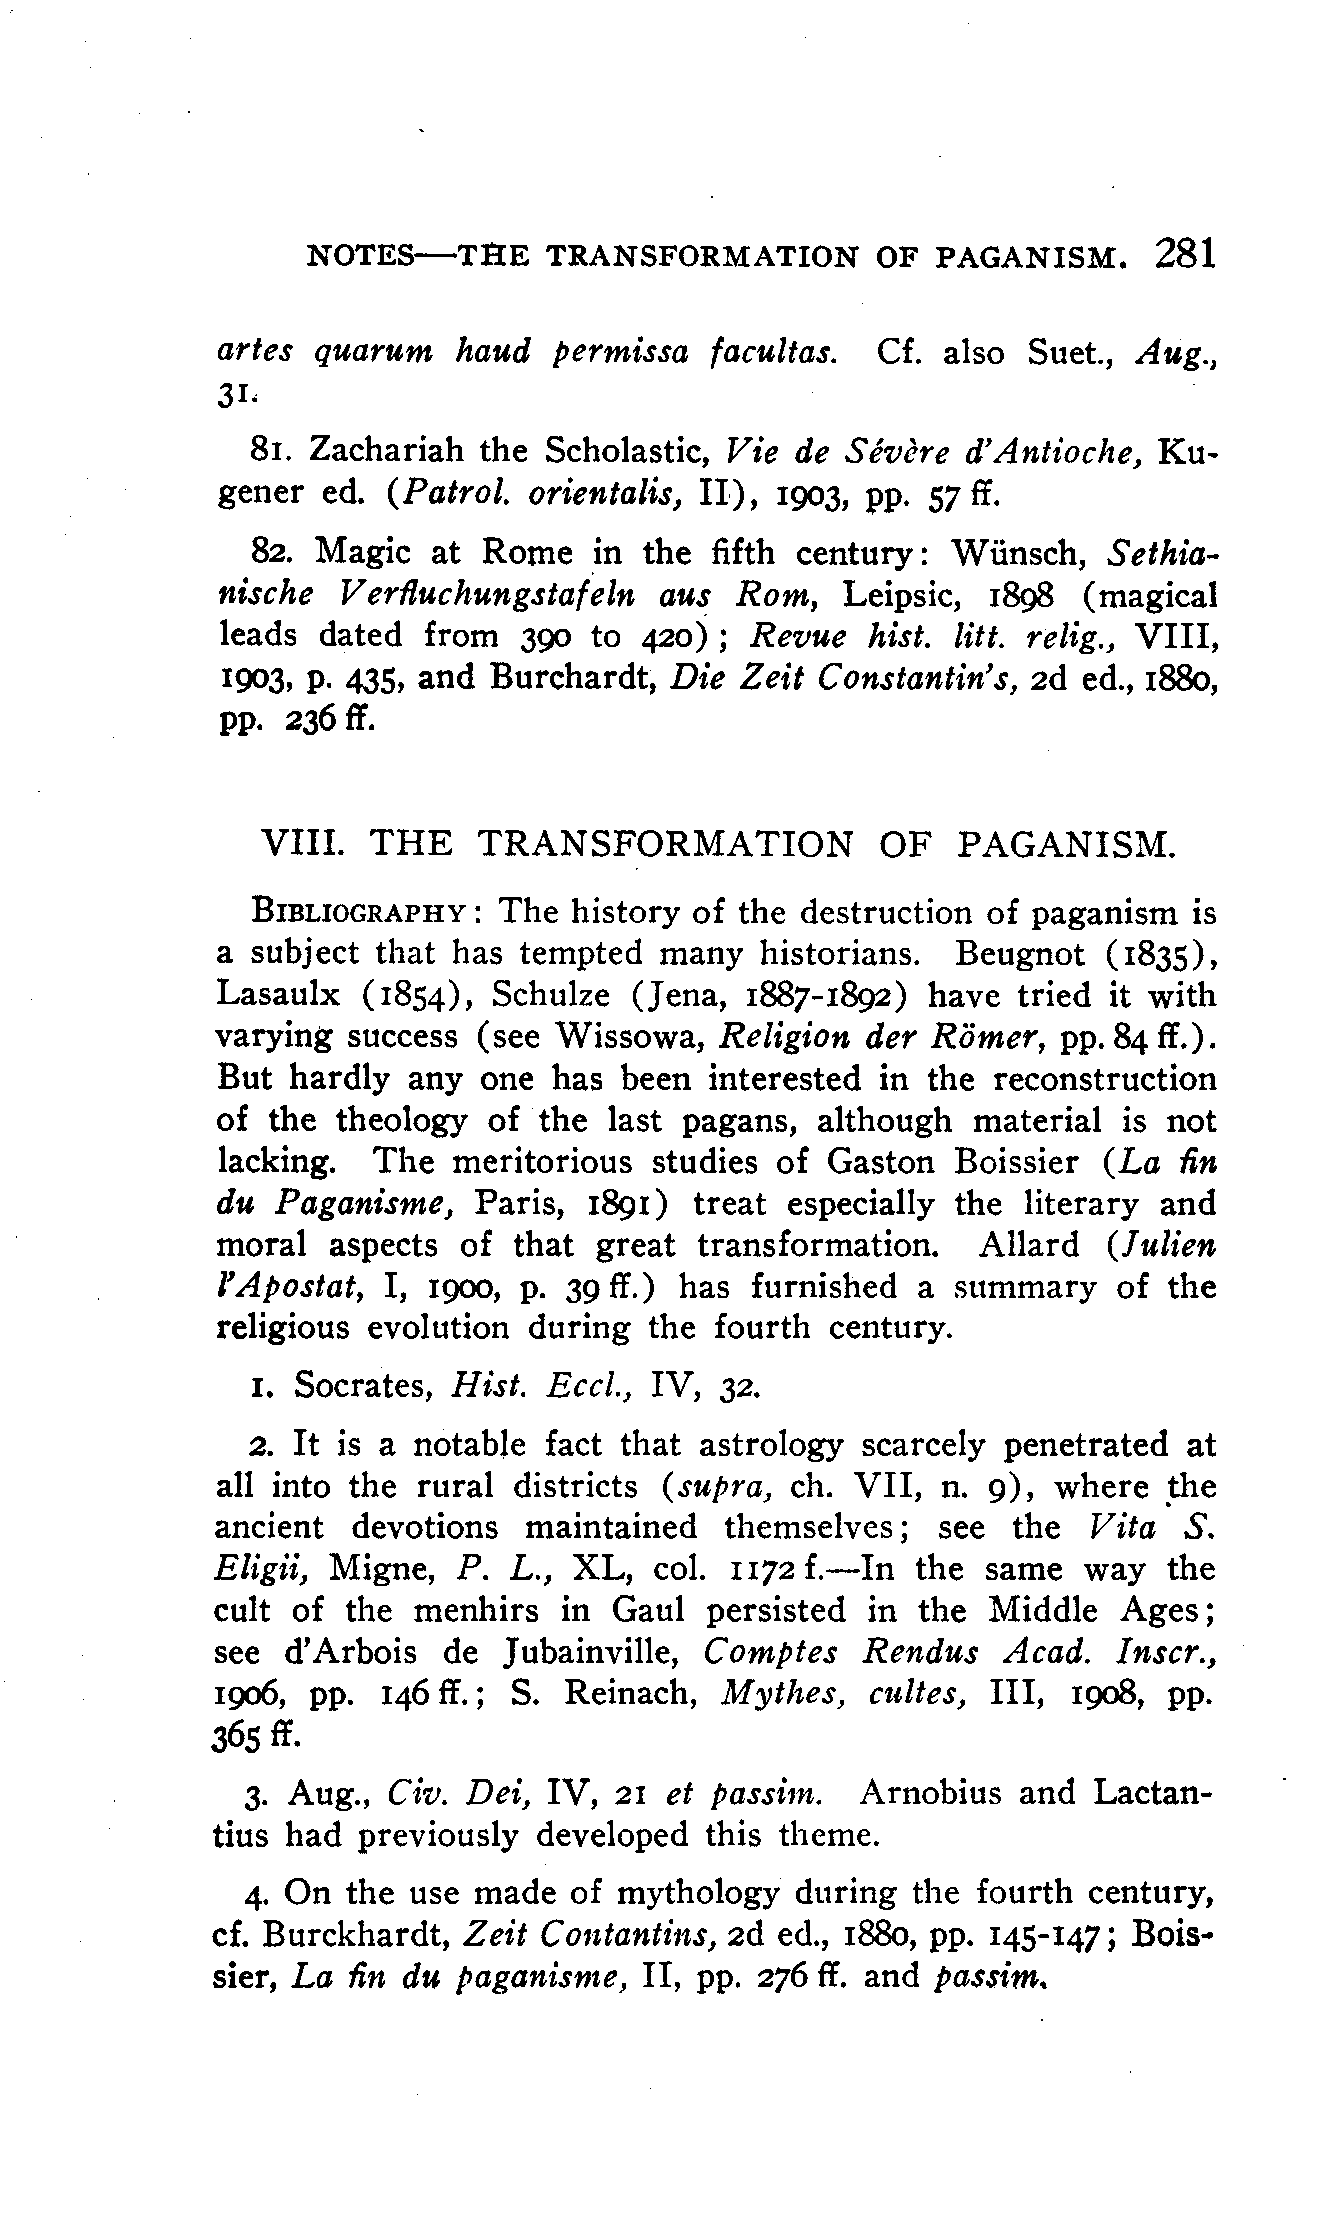 NOTES—THE TRANSFORMATION OF PAGANISM. 281
artes quarum haud permissa facultas. Cf. also Suet., Aug.,
31.
81. Zachariah the Scholastic, Vie de Sévère d'Antioche, Ku-
gener ed. (Patrol. orientalis, II), 1903, pp. 57 ff.
82. Magic at Rome in the fifth century: Wünsch, Sethia-
nische Verfluchungstafeln aus Rom, Leipsic, 1898 (magical
leads dated from 390 to 420); Revue hist. litt. relig., VIII,
1903, p. 435, and Burchardt, Die Zeit Constantin's, 2d ed., 1880,
pp. 236 ff.
VIII. THE TRANSFORMATION OF PAGANISM.
BIBLIOGRAPHY: The history of the destruction of paganism is
a subject that has tempted many historians. Beugnot (1835),
Lasaulx (1854), Schulze (Jena, 1887-1892) have tried it with
varying success (see Wissowa, Religion der Römer, pp. 84 ff.).
But hardly any one has been interested in the reconstruction
of the theology of the last pagans, although material is not
lacking. The meritorious studies of Gaston Boissier (La fin
du Paganisme, Paris, 1891) treat especially the literary and
moral aspects of that great transformation. Allard (Julien
l'Apostat, I, 1900, p. 39 ff.) has furnished a summary of the
religious evolution during the fourth century.
1. Socrates, Hist. Eccl., IV, 32.
2. It is a notable fact that astrology scarcely penetrated at
all into the rural districts (supra, ch. VII, n. 9), where the
ancient devotions maintained themselves; see the Vita S.
Eligii, Migne, P. L., XL, col. 1172 f.—In the same way the
cult of the menhirs in Gaul persisted in the Middle Ages;
see d'Arbois de Jubainville, Comptes Rendus Acad. Inscr.,
1906, pp. 146 ff.; S. Reinach, Mythes, cultes, III, 1908, pp.
365 ff.
3. Aug., Civ. Dei, IV, 21 et passim. Arnobius and Lactan-
tius had previously developed this theme.
4. On the use made of mythology during the fourth century,
cf. Burckhardt, Zeit Contantins, 2d ed., 1880, pp. 145-147; Bois-
sier, La fin du paganisme, II, pp. 276 ff. and passim.